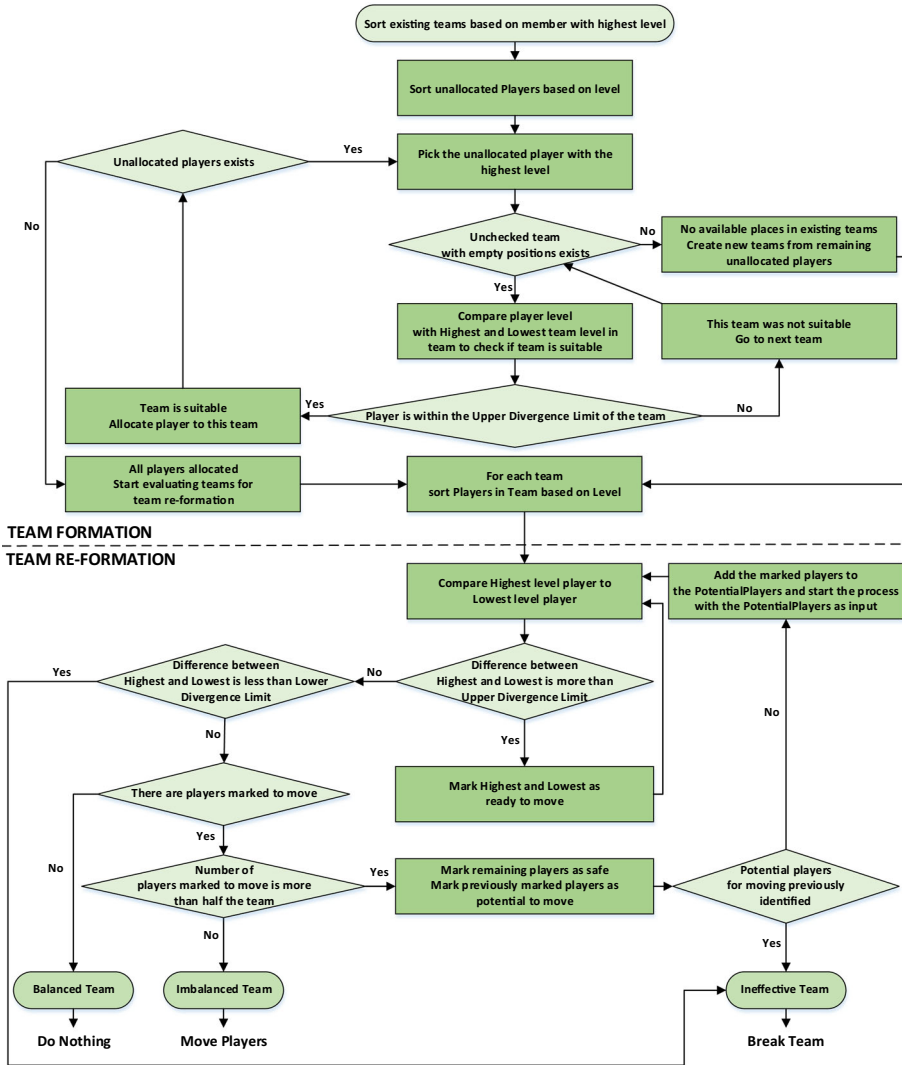 Sort existing teams based on member with highest level
Sort unallocated Players based on level
Unallocated players exists
Yes
Pick the unallocated player with the
highest level
No
Unchecked team
with empty positions exists
No
No available places in existing teams
Create new teams from remaining
unallocated players
Yes
Compare player level
with Highest and Lowest team level in
team to check if team is suitable
This team was not suitable
Go to next team
Team is suitable
Allocate player to this team
Yes
Player is within the Upper Divergence Limit of the team
No
All players allocated
Start evaluating teams for
team re-formation
For each team
sort Players in Team based on Level
TEAM FORMATION
TEAM RE-FORMATION
Compare Highest level player to
Lowest level player
Add the marked players to
the PotentialPlayers and start the process
with the PotentialPlayers as input
Yes
Difference between
Highest and Lowest is less than Lower
Divergence Limit
No
Difference between
Highest and Lowest is more than
Upper Divergence Limit
No
No
Yes
There are players marked to move
Mark Highest and Lowest as
ready to move
No
Yes
Number of
players marked to move is more
than half the team
Yes
Mark remaining players as safe
Mark previously marked players as
potential to move
Potential players
for moving previously
identified
No
Yes
Balanced Team
Imbalanced Team
Ineffective Team
Do Nothing
Move Players
Break Team